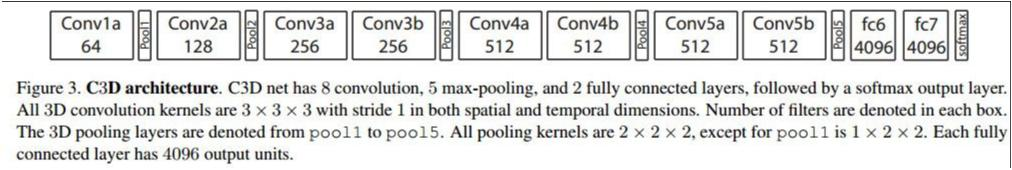 Conv1a 64 Pool1 Conv2a 128 Pool2 Conv3a 256 Conv3b 256 Pool3 Conv4a 512 Conv4b 512 Pool4 Conv5a 512 Conv5b 512 Pool5 fc6 4096 fc7 4096 softmax
Figure 3. C3D architecture. C3D net has 8 convolution, 5 max-pooling, and 2 fully connected layers, followed by a softmax output layer.
All 3D convolution kernels are 3 × 3 × 3 with stride 1 in both spatial and temporal dimensions. Number of filters are denoted in each box.
The 3D pooling layers are denoted from pool1 to pool5. All pooling kernels are 2 × 2 × 2, except for pool1 is 1 × 2 × 2. Each fully
connected layer has 4096 output units.